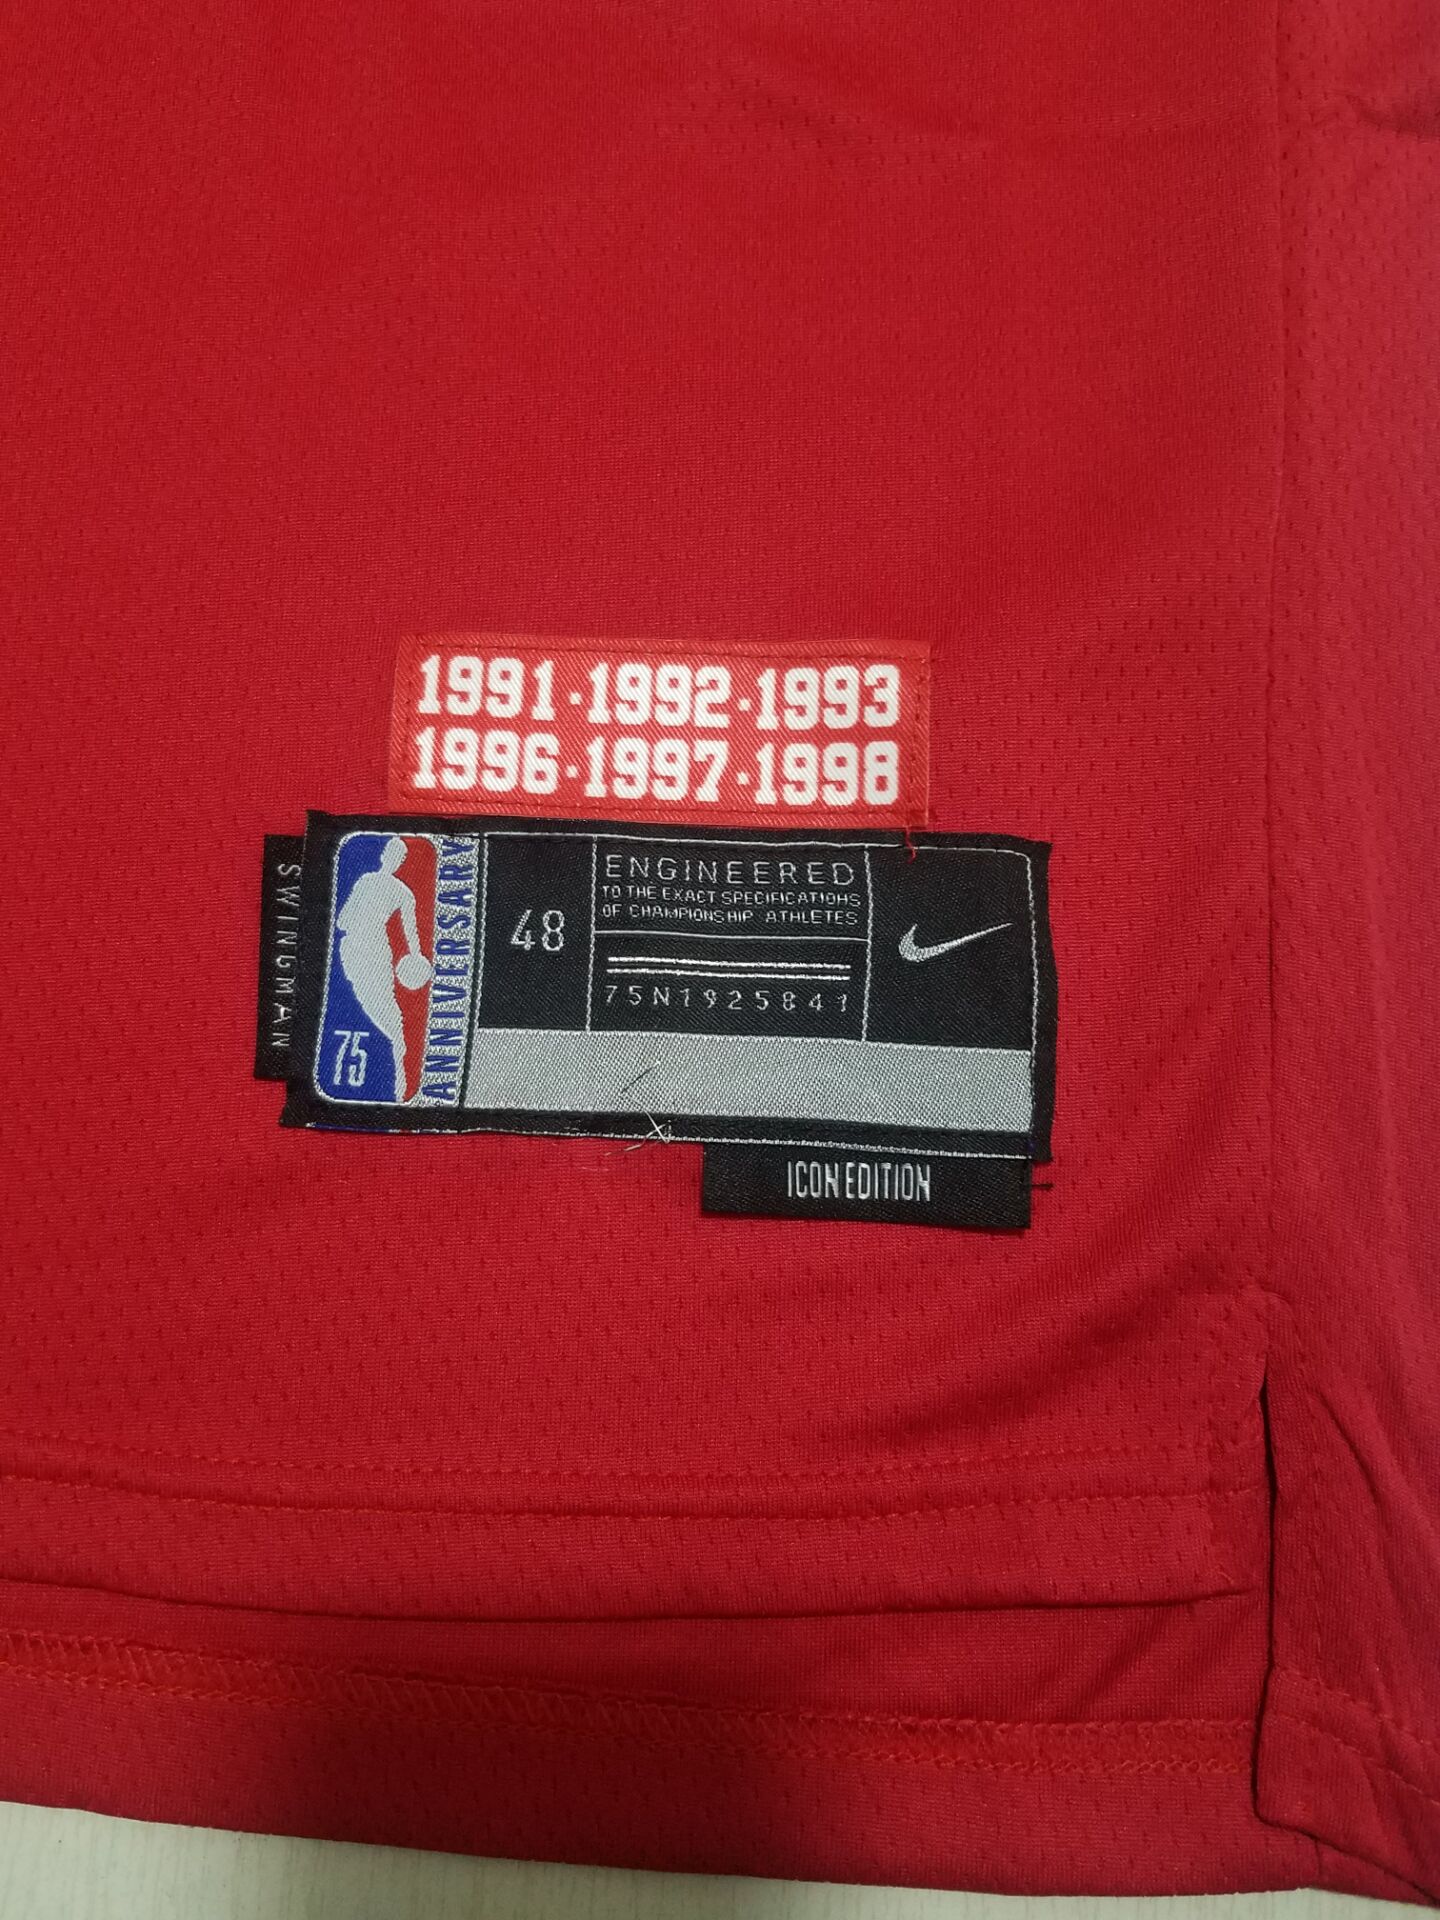 1991·1992·1993
1996·1997·1998
SWINGMAN
75
ANNIVERSARY
48
ENGINEERED
TO THE EXACT SPECIFICATIONS
OF CHAMPIONSHIP ATHLETES
75N1925841
ICON EDITION